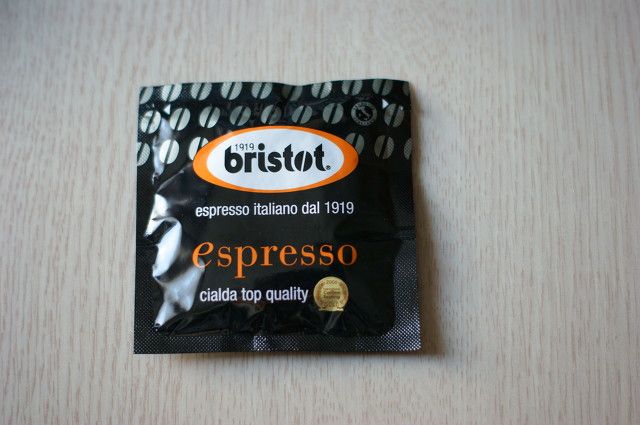 1919
bristot®
espresso italiano dal 1919
espresso
cialda top quality